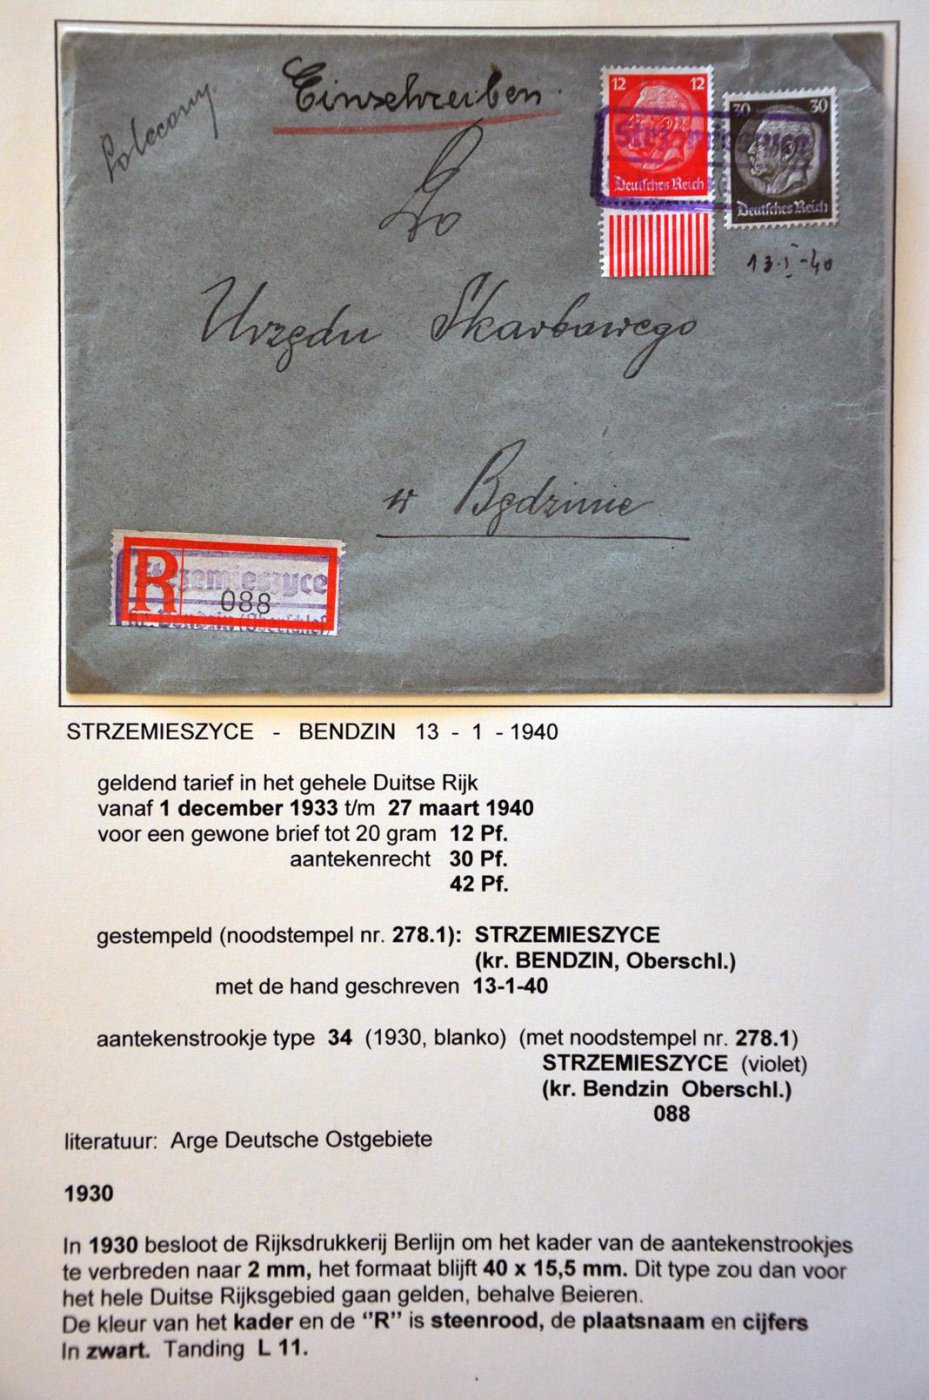 Einschreiben
Polecony
12 12
Deutsches Reich
30 30
Deutsches Reich
Strzemieszyce
13·I-40
Do
Urzędu Skarbowego
w Będzinie
R Strzemieszyce
088
kr. Bendzin (Oberschles
STRZEMIESZYCE - BENDZIN 13 - 1 - 1940
geldend tarief in het gehele Duitse Rijk
vanaf 1 december 1933 t/m 27 maart 1940
voor een gewone brief tot 20 gram 12 Pf.
aantekenrecht 30 Pf.
42 Pf.
gestempeld (noodstempel nr. 278.1): STRZEMIESZYCE
(kr. BENDZIN, Oberschl.)
met de hand geschreven 13-1-40
aantekenstrookje type 34 (1930, blanko) (met noodstempel nr. 278.1)
STRZEMIESZYCE (violet)
(kr. Bendzin Oberschl.)
088
literatuur: Arge Deutsche Ostgebiete
1930
In 1930 besloot de Rijksdrukkerij Berlijn om het kader van de aantekenstrookjes
te verbreden naar 2 mm, het formaat blijft 40 x 15,5 mm. Dit type zou dan voor
het hele Duitse Rijksgebied gaan gelden, behalve Beieren.
De kleur van het kader en de ‘‘R’’ is steenrood, de plaatsnaam en cijfers
In zwart. Tanding L 11.